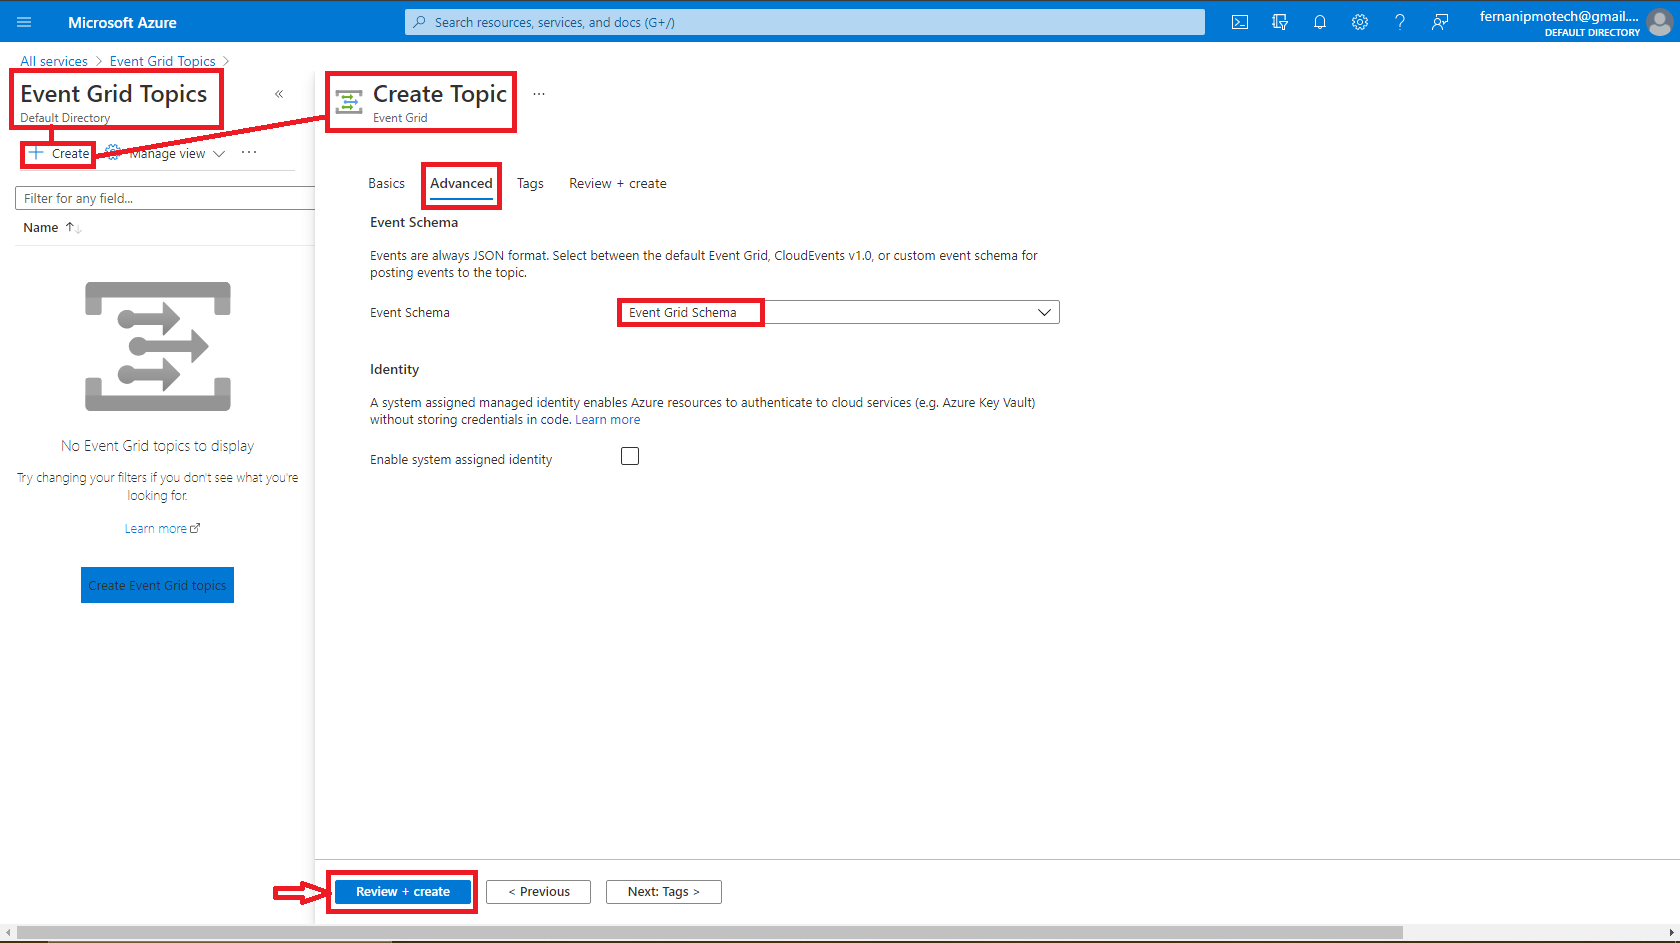 Microsoft Azure
Search resources, services, and docs (G+/)
fernanipmotech@gmail....
DEFAULT DIRECTORY
All services > Event Grid Topics >
Event Grid Topics
Default Directory
Create
Manage view
Filter for any field...
Name
No Event Grid topics to display
Try changing your filters if you don't see what you're
looking for.
Learn more
Create Event Grid topics
Create Topic
Event Grid
Basics
Advanced
Tags
Review + create
Event Schema
Events are always JSON format. Select between the default Event Grid, CloudEvents v1.0, or custom event schema for
posting events to the topic.
Event Schema
Event Grid Schema
Identity
A system assigned managed identity enables Azure resources to authenticate to cloud services (e.g. Azure Key Vault)
without storing credentials in code. Learn more
Enable system assigned identity
Review + create
< Previous
Next: Tags >